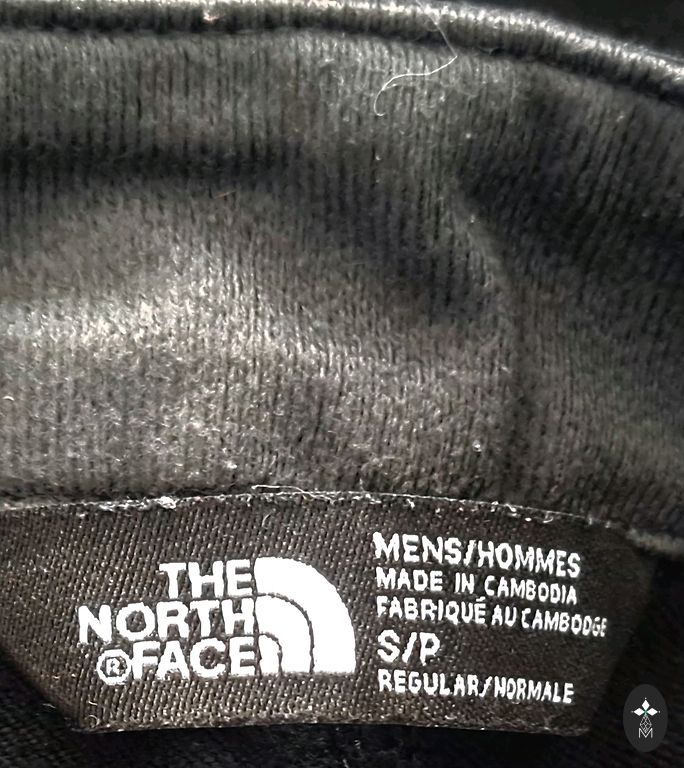 THE
NORTH
®FACE
MENS/HOMMES
MADE IN CAMBODIA
FABRIQUÉ AU CAMBODGE
S/P
REGULAR/NORMALE
M